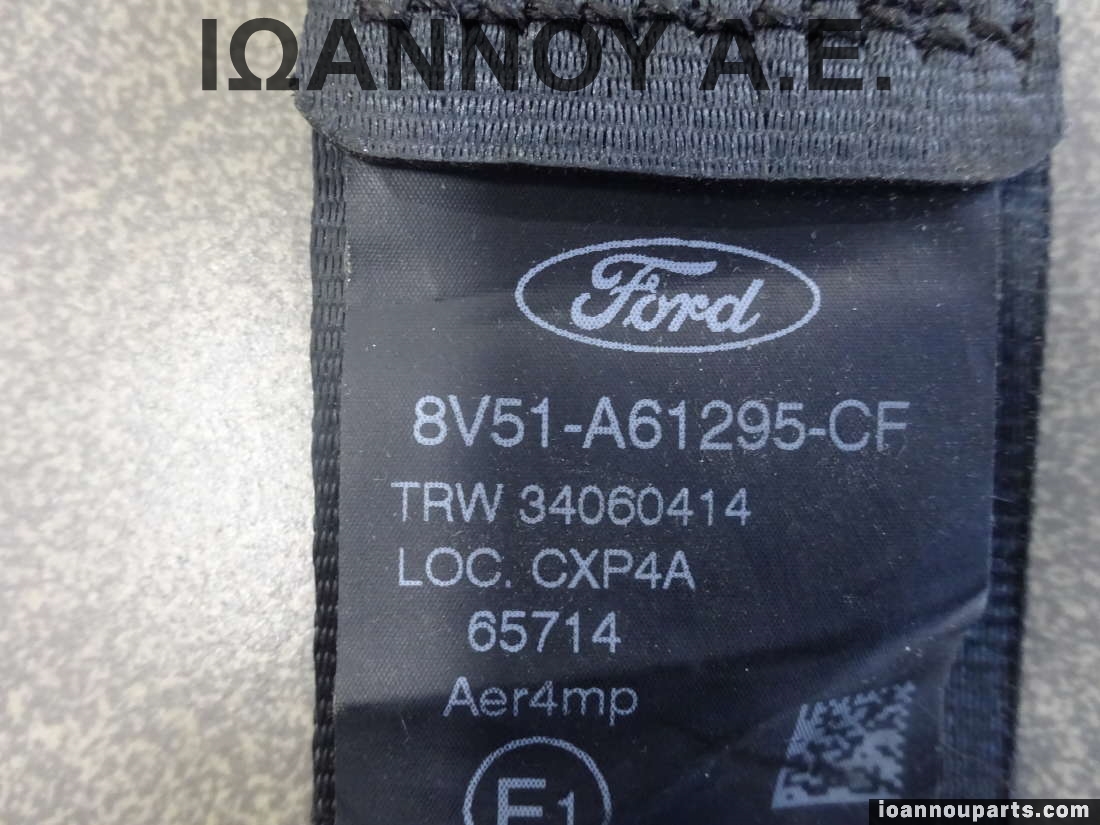 ΙΩΑΝΝΟΥ Α.Ε.
Ford
8V51-A61295-CF
TRW 34060414
LOC. CXP4A
65714
Aer4mp
E1
ioannouparts.com